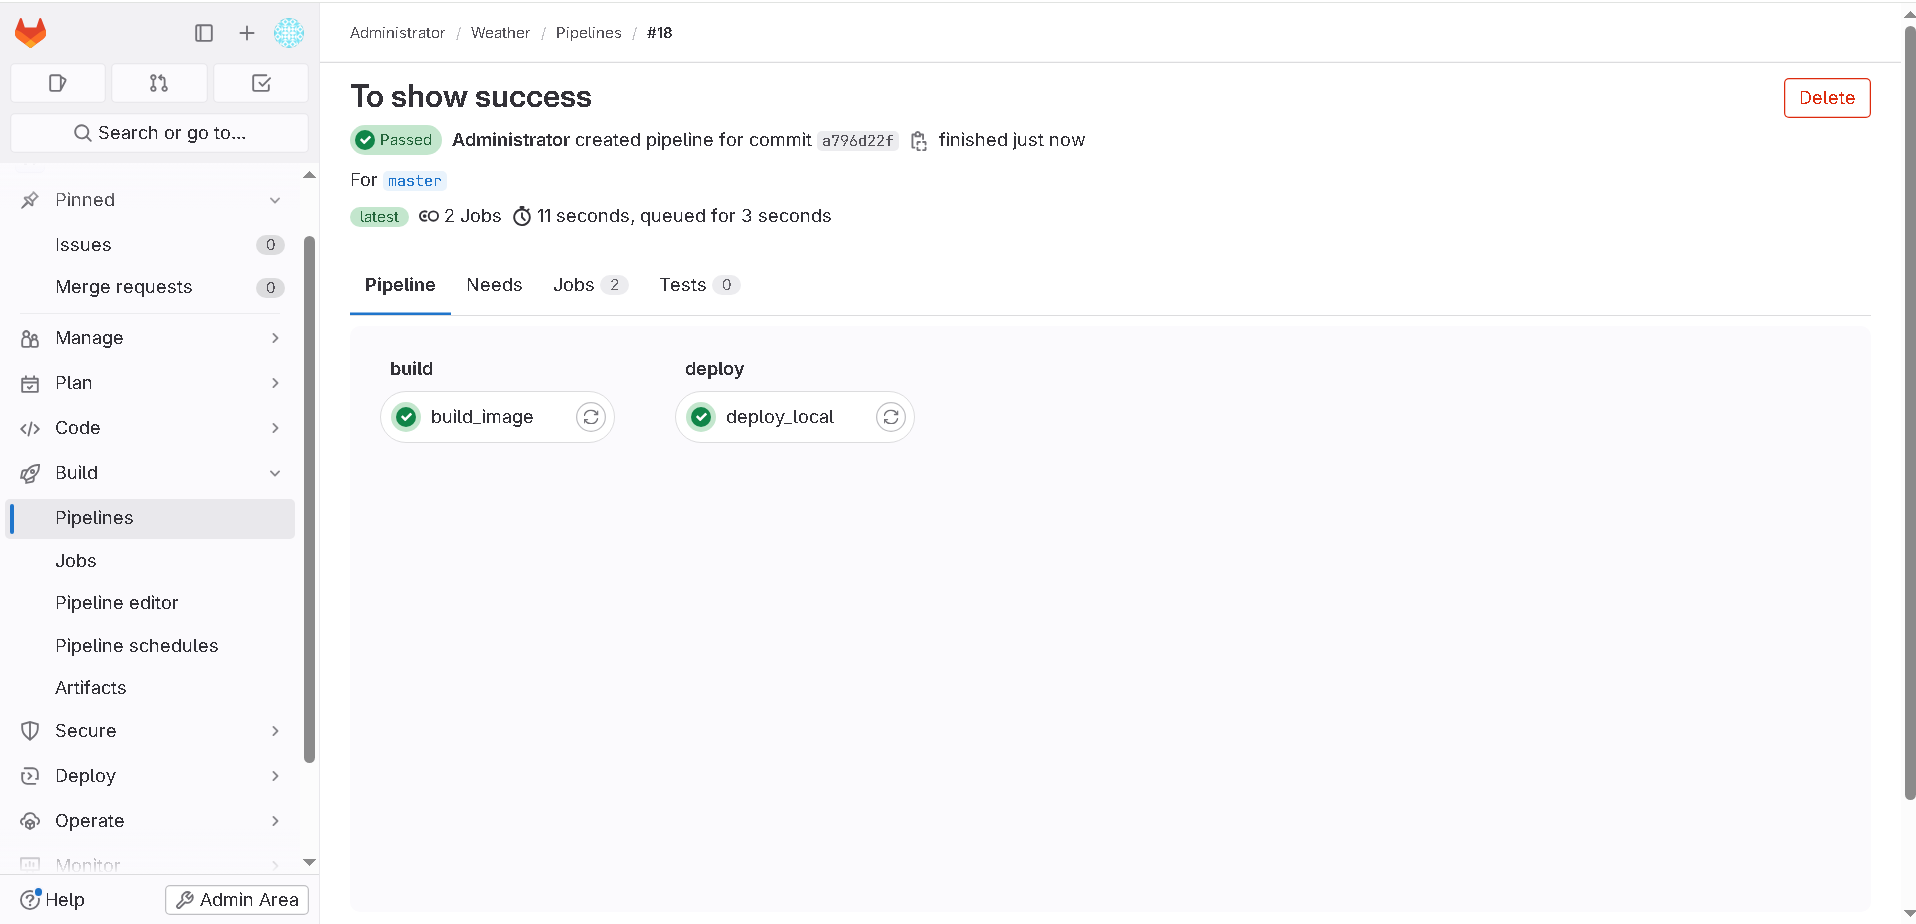 Administrator / Weather / Pipelines / #18
Search or go to...
Pinned
Issues 0
Merge requests 0
Manage
Plan
Code
Build
Pipelines
Jobs
Pipeline editor
Pipeline schedules
Artifacts
Secure
Deploy
Operate
Monitor
Help
Admin Area
To show success
Delete
Passed Administrator created pipeline for commit a796d22f finished just now
For master
latest 2 Jobs 11 seconds, queued for 3 seconds
Pipeline Needs Jobs 2 Tests 0
build deploy
build_image deploy_local